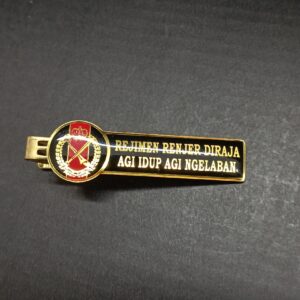 REJIMEN RENJER DIRAJA
AGI IDUP AGI NGELABAN.